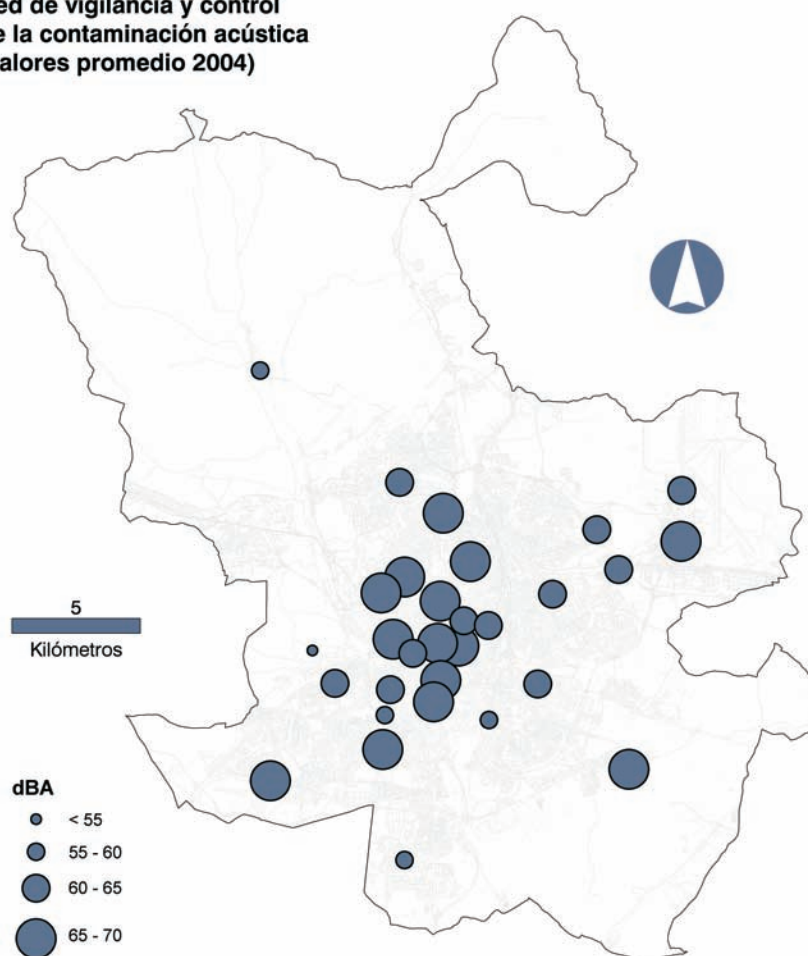 ed de vigilancia y control
e la contaminación acústica
alores promedio 2004)
5
Kilómetros
dBA
< 55
55 - 60
60 - 65
65 - 70